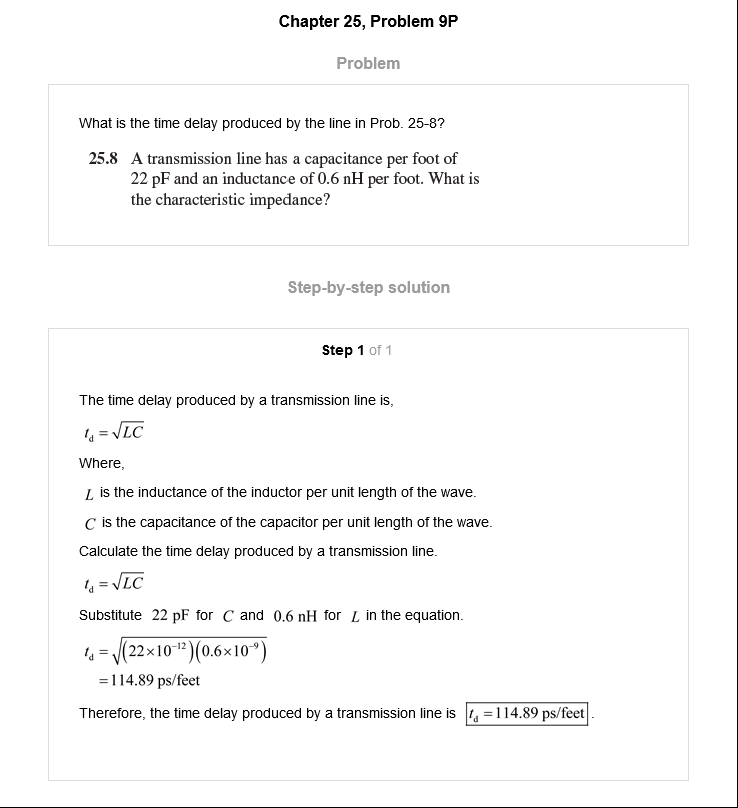 Chapter 25, Problem 9P
Problem
What is the time delay produced by the line in Prob. 25-8?
25.8 A transmission line has a capacitance per foot of
22 pF and an inductance of 0.6 nH per foot. What is
the characteristic impedance?
Step-by-step solution
Step 1 of 1
The time delay produced by a transmission line is,
t_d = √(LC)
Where,
L is the inductance of the inductor per unit length of the wave.
C is the capacitance of the capacitor per unit length of the wave.
Calculate the time delay produced by a transmission line.
t_d = √(LC)
Substitute 22 pF for C and 0.6 nH for L in the equation.
t_d = √((22×10⁻¹²)(0.6×10⁻⁹))
=114.89 ps/feet
Therefore, the time delay produced by a transmission line is t_d =114.89 ps/feet .